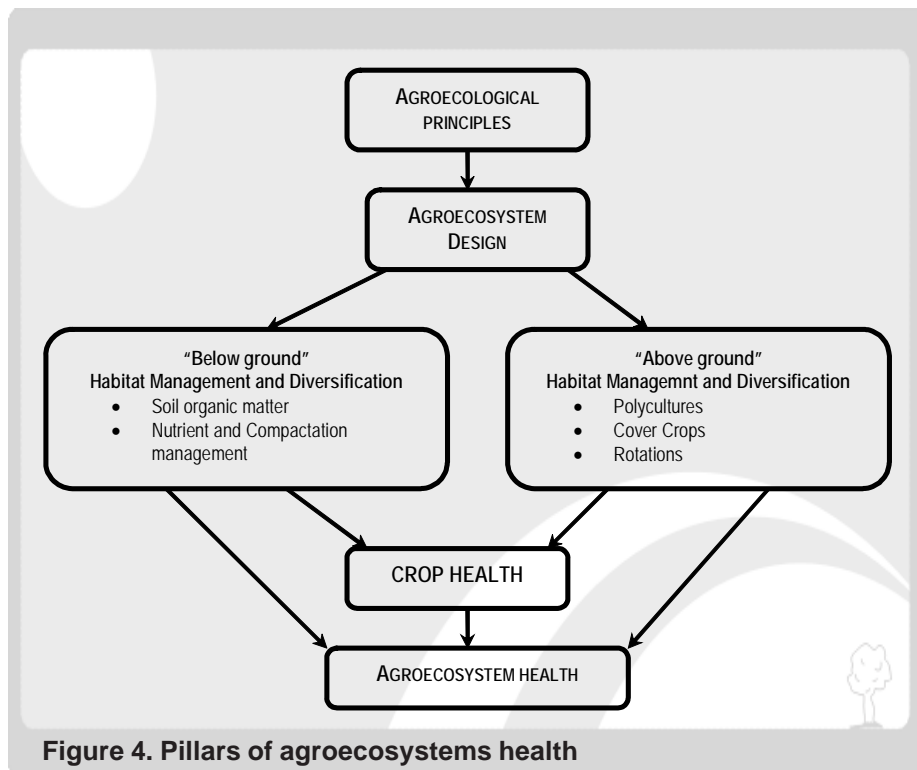 AGROECOLOGICAL
PRINCIPLES
AGROECOSYSTEM
DESIGN
“Below ground”
Habitat Management and Diversification
• Soil organic matter
• Nutrient and Compactation
management
“Above ground”
Habitat Managemnt and Diversification
• Polycultures
• Cover Crops
• Rotations
CROP HEALTH
AGROECOSYSTEM HEALTH
Figure 4. Pillars of agroecosystems health